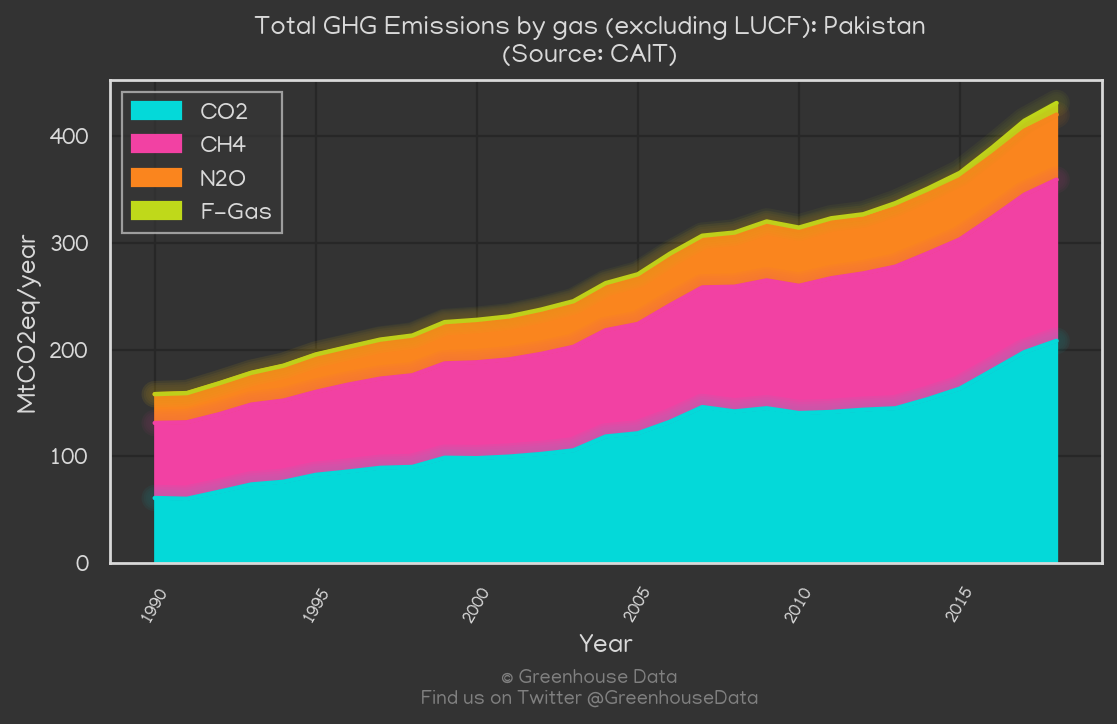 Total GHG Emissions by gas (excluding LUCF): Pakistan
(Source: CAIT)
CO2
CH4
N2O
F-Gas
MtCO2eq/year
400
300
200
100
0
1990
1995
2000
2005
2010
2015
Year
© Greenhouse Data
Find us on Twitter @GreenhouseData